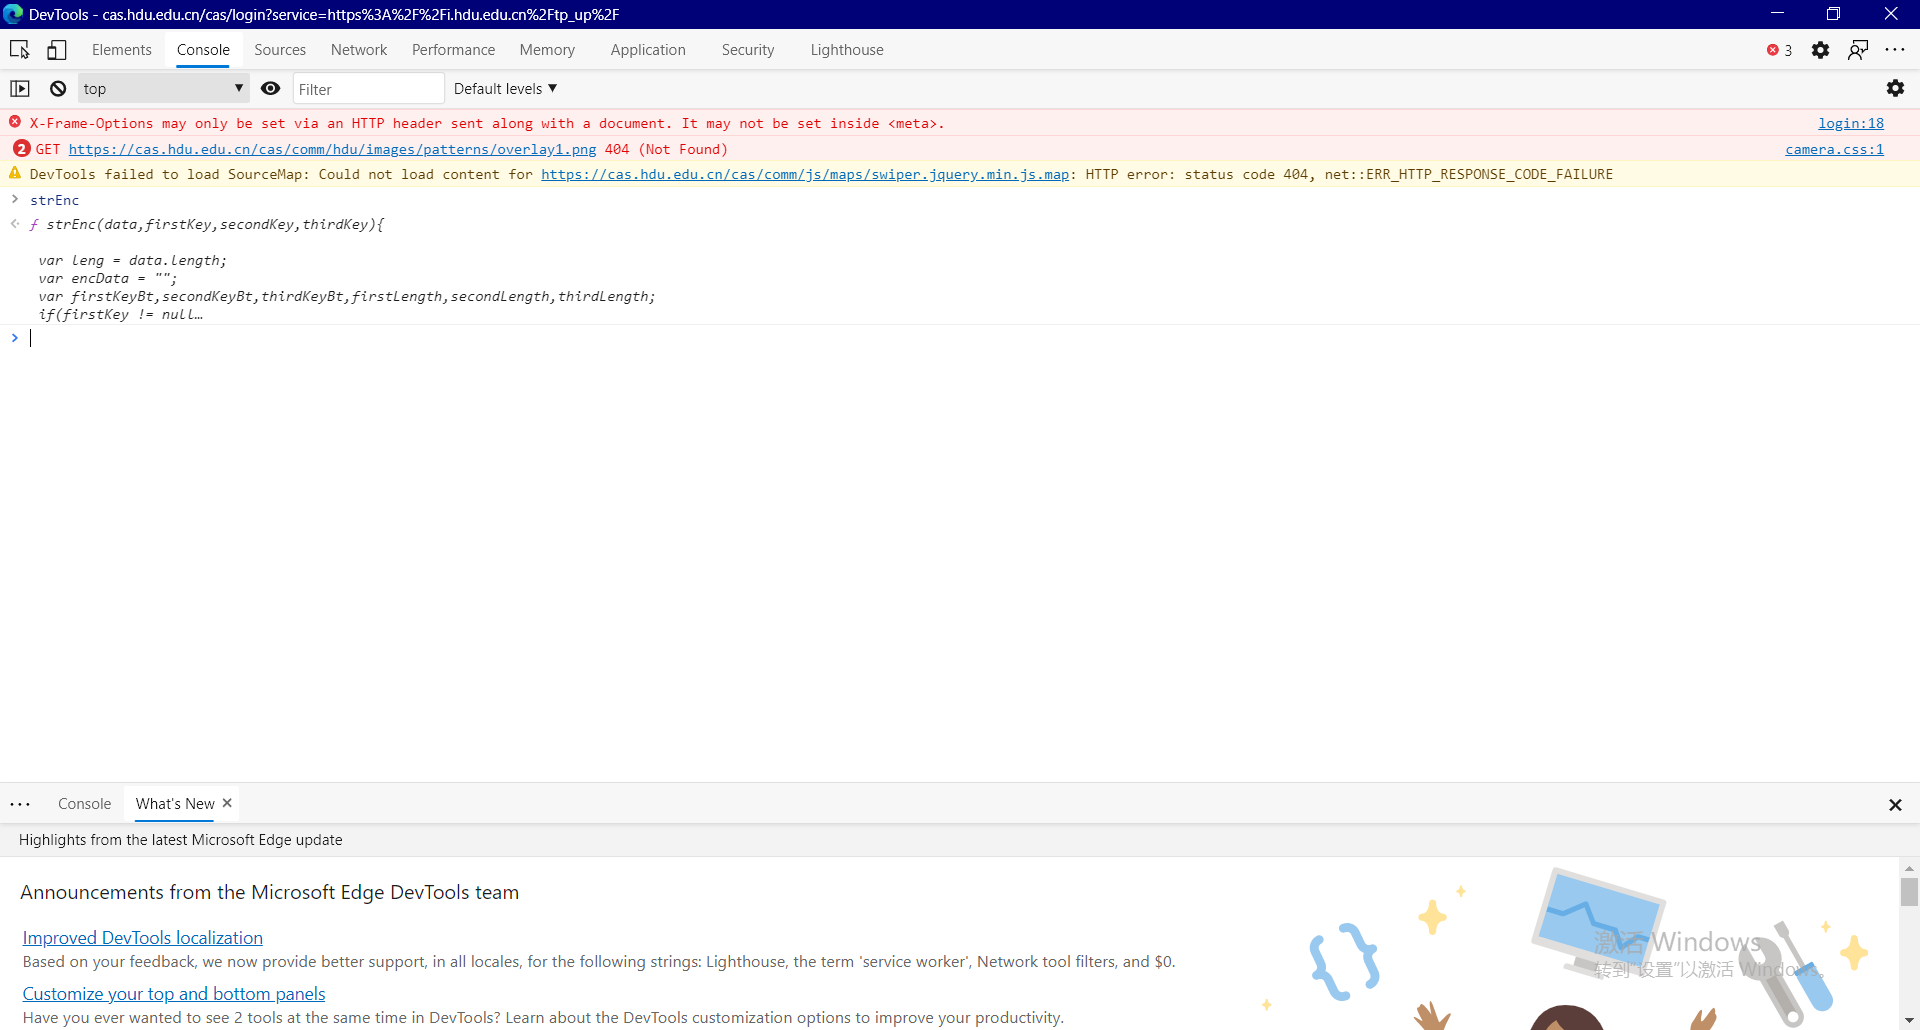 DevTools - cas.hdu.edu.cn/cas/login?service=https%3A%2F%2Fi.hdu.edu.cn%2Ftp_up%2F
Elements Console Sources Network Performance Memory Application Security Lighthouse 3
top Filter Default levels
X-Frame-Options may only be set via an HTTP header sent along with a document. It may not be set inside <meta>. login:18
2 GET https://cas.hdu.edu.cn/cas/comm/hdu/images/patterns/overlay1.png 404 (Not Found) camera.css:1
DevTools failed to load SourceMap: Could not load content for https://cas.hdu.edu.cn/cas/comm/js/maps/swiper.jquery.min.js.map: HTTP error: status code 404, net::ERR_HTTP_RESPONSE_CODE_FAILURE
> strEnc
ƒ strEnc(data,firstKey,secondKey,thirdKey){
var leng = data.length;
var encData = "";
var firstKeyBt,secondKeyBt,thirdKeyBt,firstLength,secondLength,thirdLength;
if(firstKey != null…
>
Console What's New
Highlights from the latest Microsoft Edge update
Announcements from the Microsoft Edge DevTools team
Improved DevTools localization
Based on your feedback, we now provide better support, in all locales, for the following strings: Lighthouse, the term 'service worker', Network tool filters, and $0.
Customize your top and bottom panels
Have you ever wanted to see 2 tools at the same time in DevTools? Learn about the DevTools customization options to improve your productivity.
激活 Windows
转到"设置"以激活 Windows。